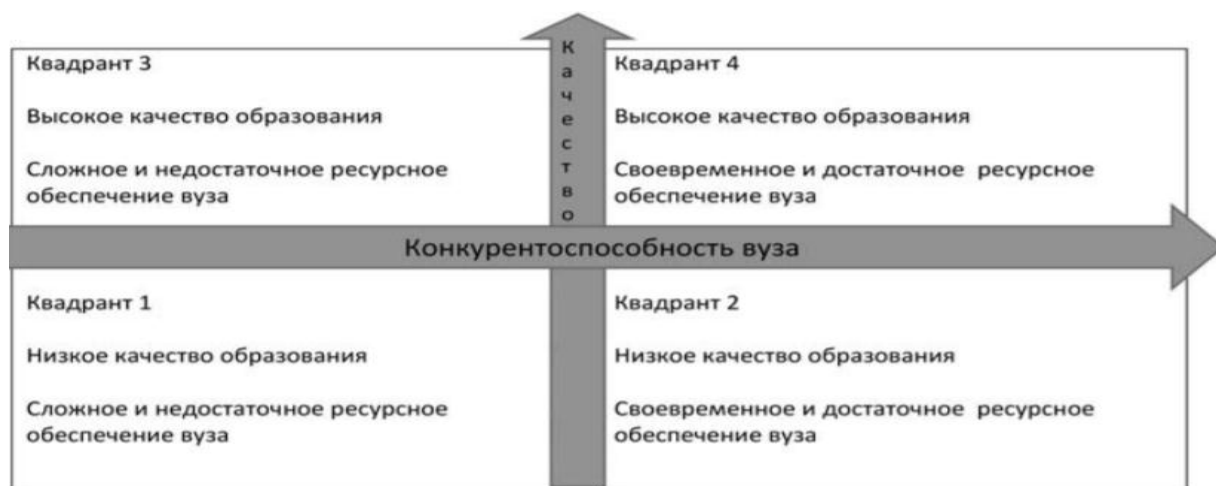 Квадрант 3
Высокое качество образования
Сложное и недостаточное ресурсное
обеспечение вуза
Качество
Квадрант 4
Высокое качество образования
Своевременное и достаточное ресурсное
обеспечение вуза
Конкурентоспособность вуза
Квадрант 1
Низкое качество образования
Сложное и недостаточное ресурсное
обеспечение вуза
Квадрант 2
Низкое качество образования
Своевременное и достаточное ресурсное
обеспечение вуза